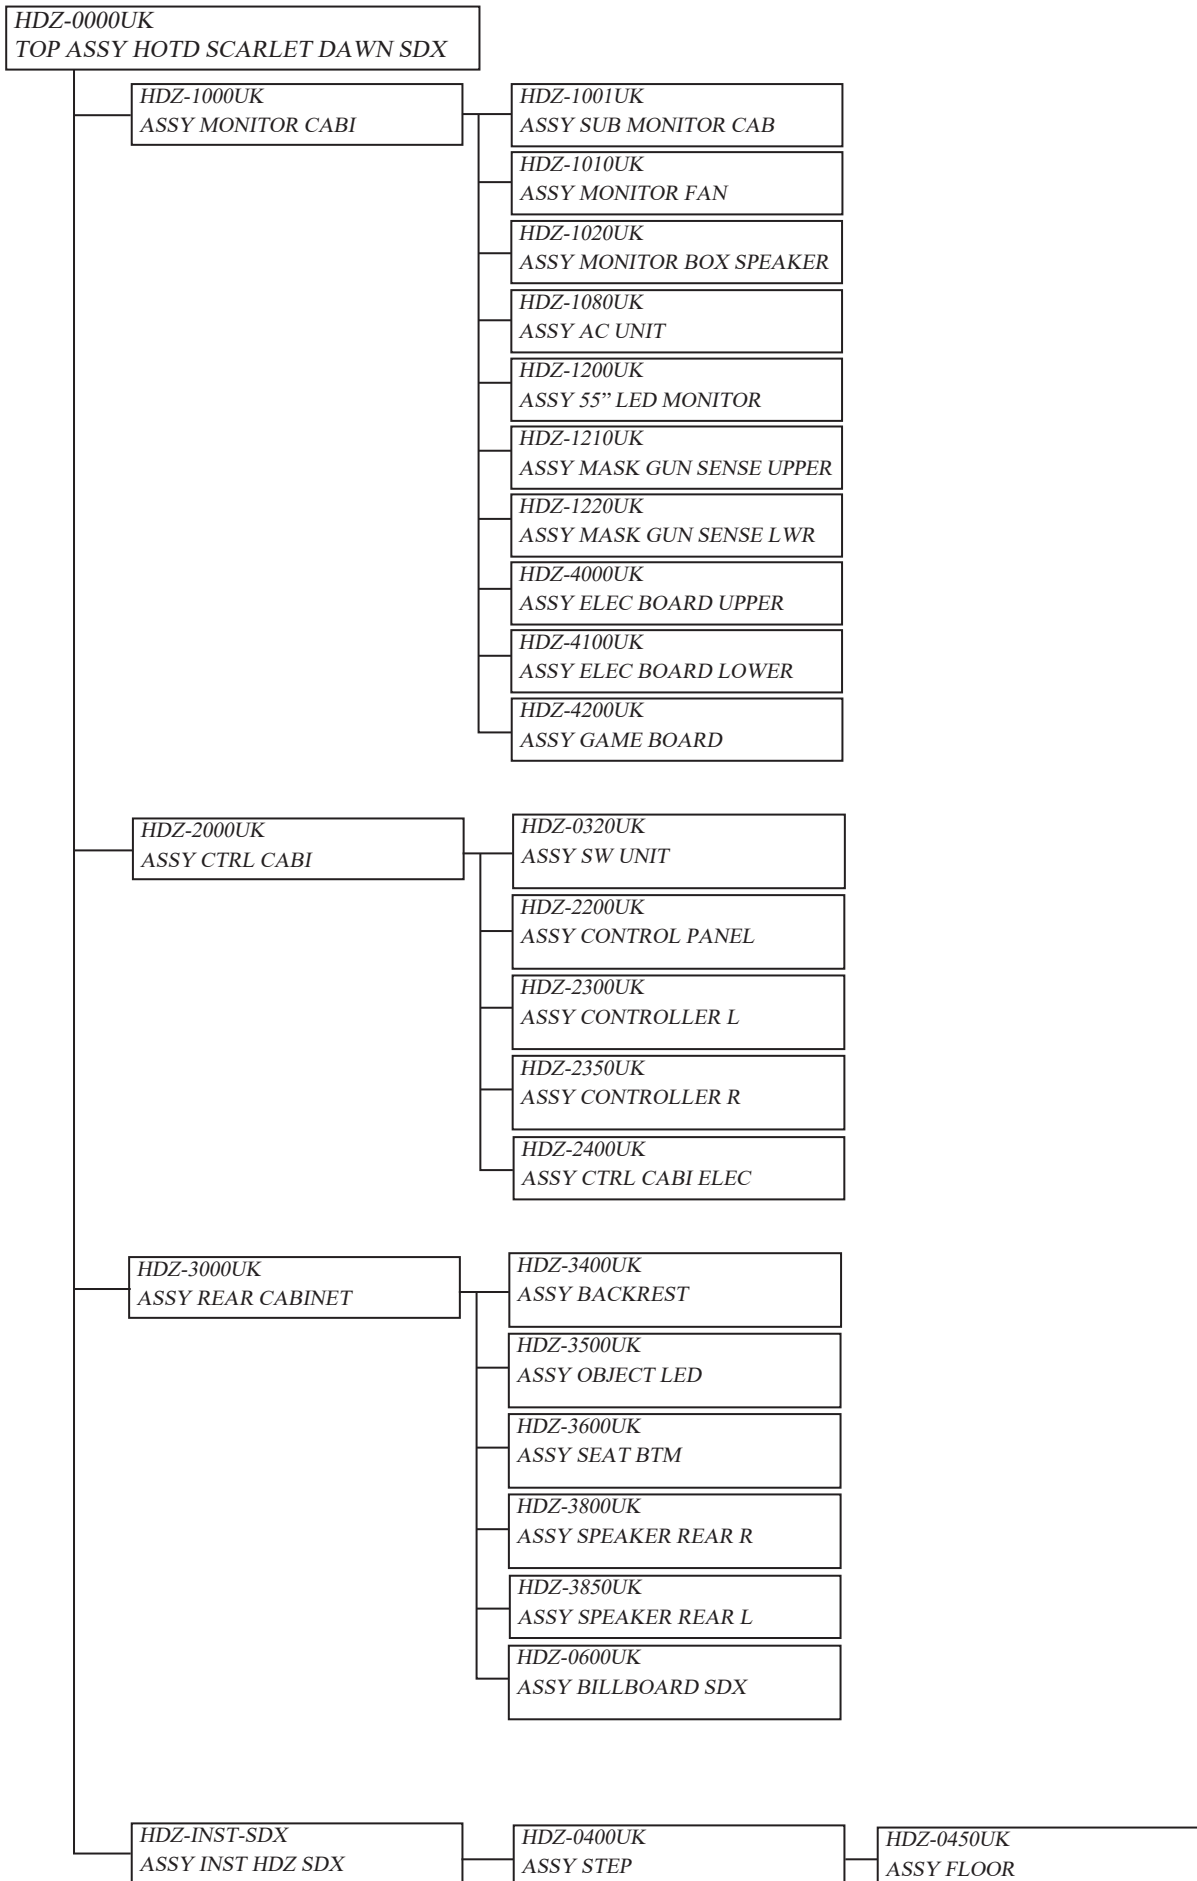 HDZ-0000UK
TOP ASSY HOTD SCARLET DAWN SDX
HDZ-1000UK
ASSY MONITOR CABI
HDZ-1001UK
ASSY SUB MONITOR CAB
HDZ-1010UK
ASSY MONITOR FAN
HDZ-1020UK
ASSY MONITOR BOX SPEAKER
HDZ-1080UK
ASSY AC UNIT
HDZ-1200UK
ASSY 55” LED MONITOR
HDZ-1210UK
ASSY MASK GUN SENSE UPPER
HDZ-1220UK
ASSY MASK GUN SENSE LWR
HDZ-4000UK
ASSY ELEC BOARD UPPER
HDZ-4100UK
ASSY ELEC BOARD LOWER
HDZ-4200UK
ASSY GAME BOARD
HDZ-2000UK
ASSY CTRL CABI
HDZ-0320UK
ASSY SW UNIT
HDZ-2200UK
ASSY CONTROL PANEL
HDZ-2300UK
ASSY CONTROLLER L
HDZ-2350UK
ASSY CONTROLLER R
HDZ-2400UK
ASSY CTRL CABI ELEC
HDZ-3000UK
ASSY REAR CABINET
HDZ-3400UK
ASSY BACKREST
HDZ-3500UK
ASSY OBJECT LED
HDZ-3600UK
ASSY SEAT BTM
HDZ-3800UK
ASSY SPEAKER REAR R
HDZ-3850UK
ASSY SPEAKER REAR L
HDZ-0600UK
ASSY BILLBOARD SDX
HDZ-INST-SDX
ASSY INST HDZ SDX
HDZ-0400UK
ASSY STEP
HDZ-0450UK
ASSY FLOOR